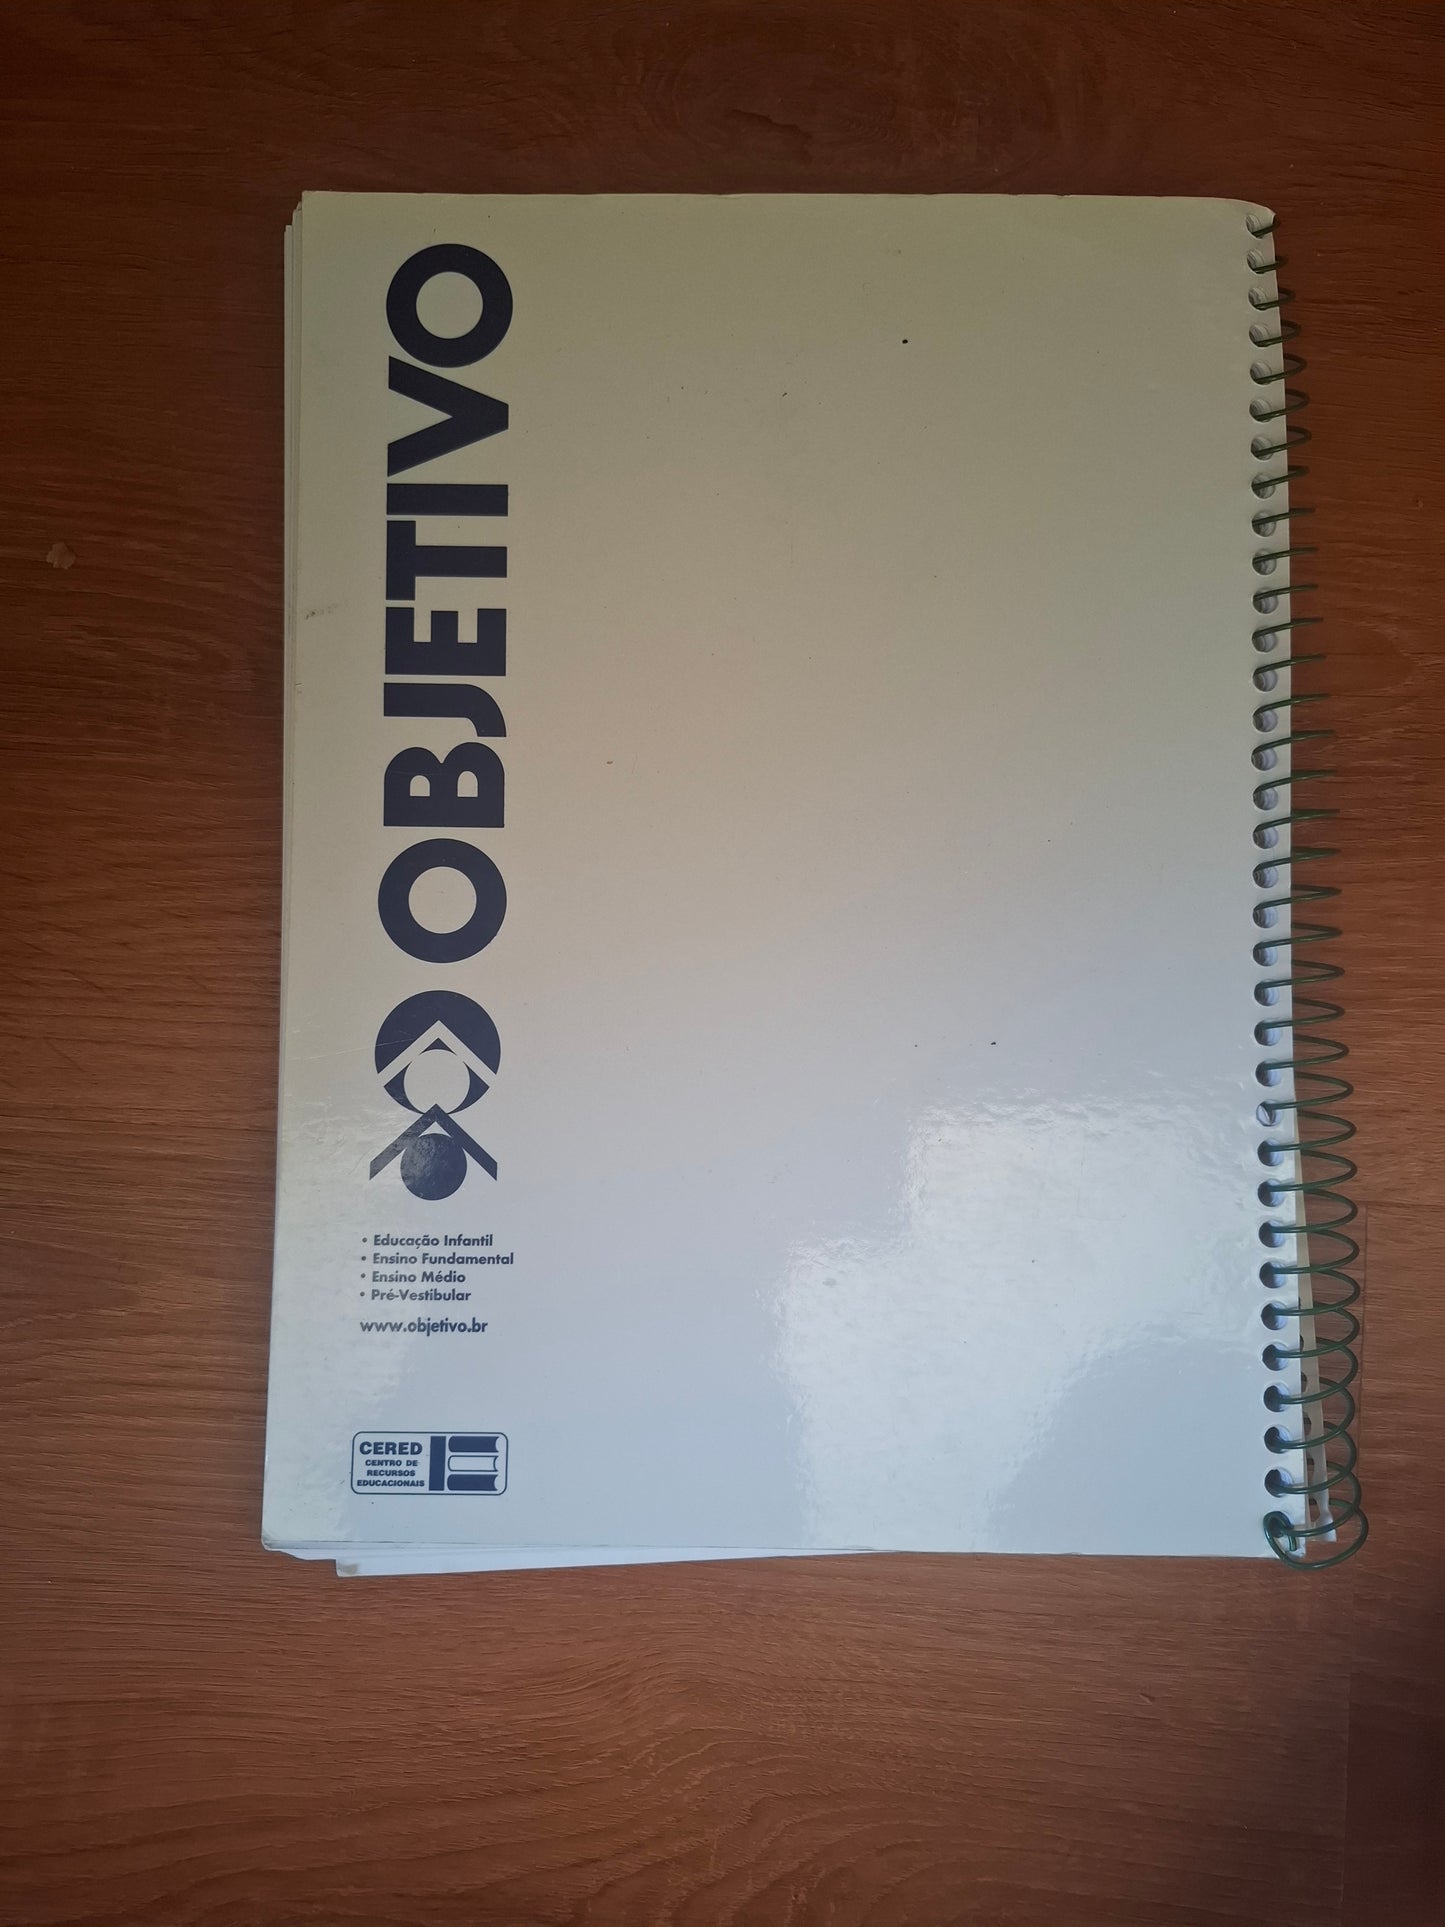 OBJETIVO
• Educação Infantil
• Ensino Fundamental
• Ensino Médio
• Pré-Vestibular
www.objetivo.br
CERED
CENTRO DE
RECURSOS
EDUCACIONAIS